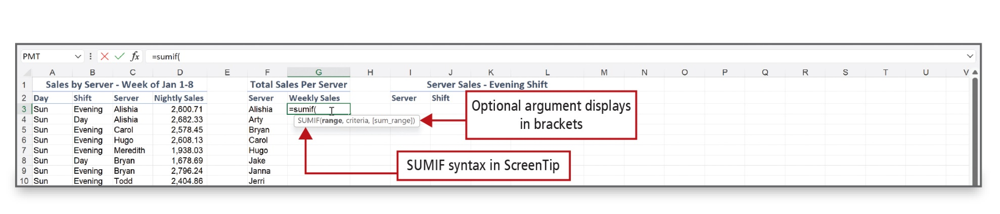 PMT fx =sumif(
A B C D E F G H I J K L M N O P Q R S T U V
1 Sales by Server - Week of Jan 1-8 Total Sales Per Server Server Sales - Evening Shift
2 Day Shift Server Nightly Sales Server Weekly Sales Server Shift
3 Sun Evening Alishia 2,600.71 Alishia =sumif(
4 Sun Day Alishia 2,682.33 Arty
SUMIF(range, criteria, [sum_range])
5 Sun Evening Carol 2,578.45 Bryan
6 Sun Evening Hugo 2,608.13 Carol
7 Sun Evening Meredith 1,938.03 Hugo
8 Sun Day Bryan 1,678.69 Jake
9 Sun Evening Bryan 2,796.24 Janna
10 Sun Evening Todd 2,404.86 Jerri
Optional argument displays
in brackets
SUMIF syntax in ScreenTip